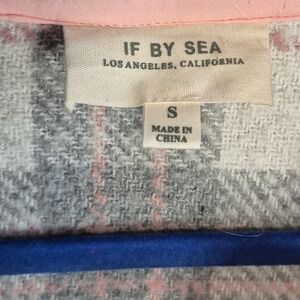 IF BY SEA
LOS ANGELES, CALIFORNIA
S
MADE IN
CHINA